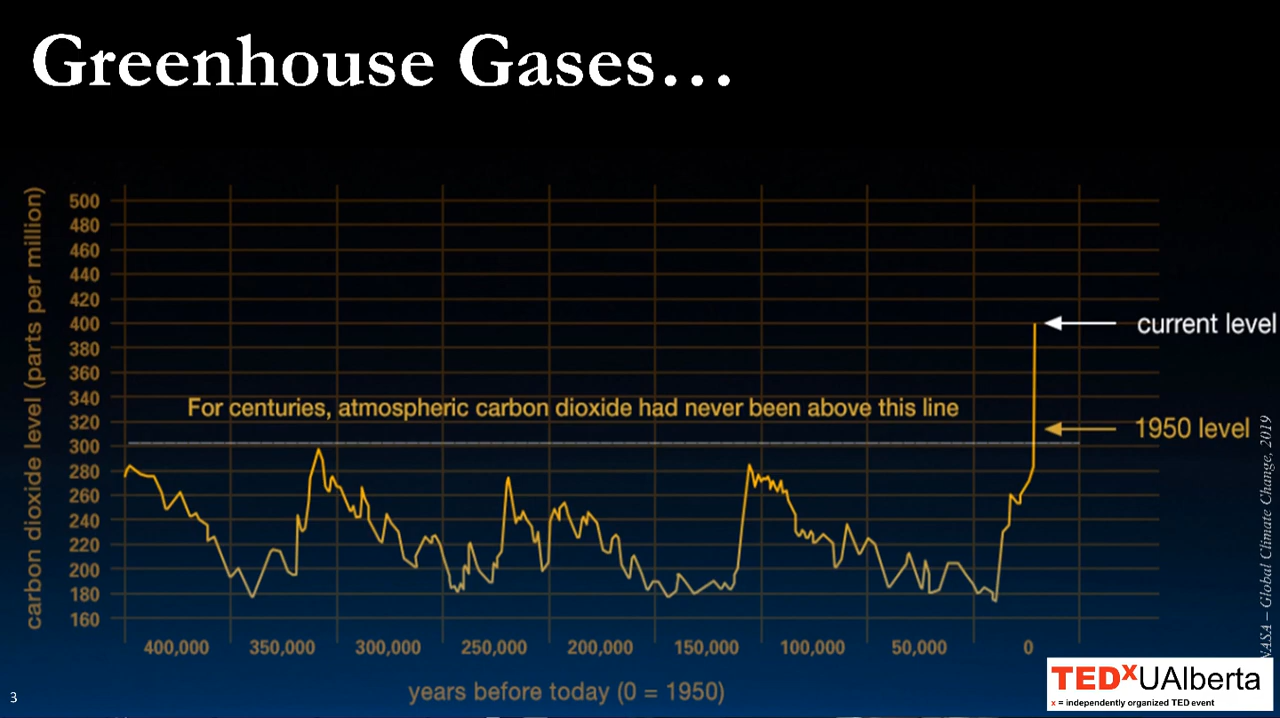 Greenhouse Gases…
carbon dioxide level (parts per million)
500
480
460
440
420
400
380
360
340
320
300
280
260
240
220
200
180
160
current level
For centuries, atmospheric carbon dioxide had never been above this line
1950 level
NASA – Global Climate Change, 2019
400,000 350,000 300,000 250,000 200,000 150,000 100,000 50,000 0
years before today (0 = 1950)
TEDxUAlberta
x = independently organized TED event
3